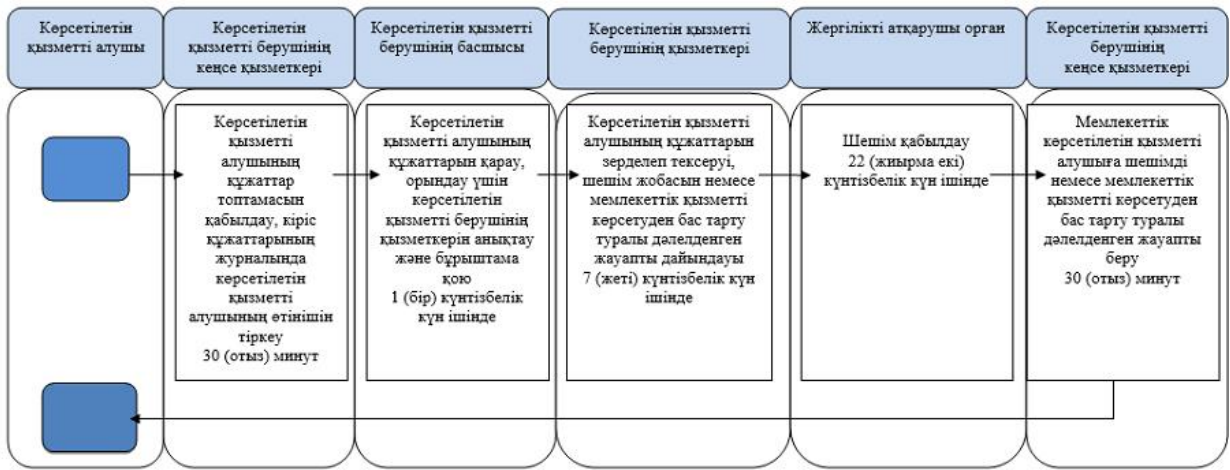 Көрсетілетін
қызметті алушы
Көрсетілетін
қызметті берушінің
кеңсе қызметкері
Көрсетілетін қызметті
берушінің басшысы
Көрсетілетін қызметті
берушінің қызметкері
Жергілікті атқарушы орган
Көрсетілетін қызметті
берушінің
кеңсе қызметкері
Көрсетілетін
қызметті
алушының
құжаттар
топтамасын
қабылдау, кіріс
құжаттарының
журналында
көрсетілетін
қызметті
алушының өтінішін
тіркеу
30 (отыз) минут
Көрсетілетін
қызметті алушының
құжаттарын қарау,
орындау үшін
көрсетілетін
қызметті берушінің
қызметкерін анықтау
және бұрыштама
қою
1 (бір) күнтізбелік
күн ішінде
Көрсетілетін қызметті
алушының құжаттарын
зерделеп тексеруі,
шешім жобасын немесе
мемлекеттік қызметті
көрсетуден бас тарту
туралы дәлелденген
жауапты дайындауы
7 (жеті) күнтізбелік күн
ішінде
Шешім қабылдау
22 (жиырма екі)
күнтізбелік күн ішінде
Мемлекеттік
көрсетілетін қызметті
алушыға шешімді
немесе мемлекеттік
қызметті көрсетуден
бас тарту туралы
дәлелденген жауапты
беру
30 (отыз) минут